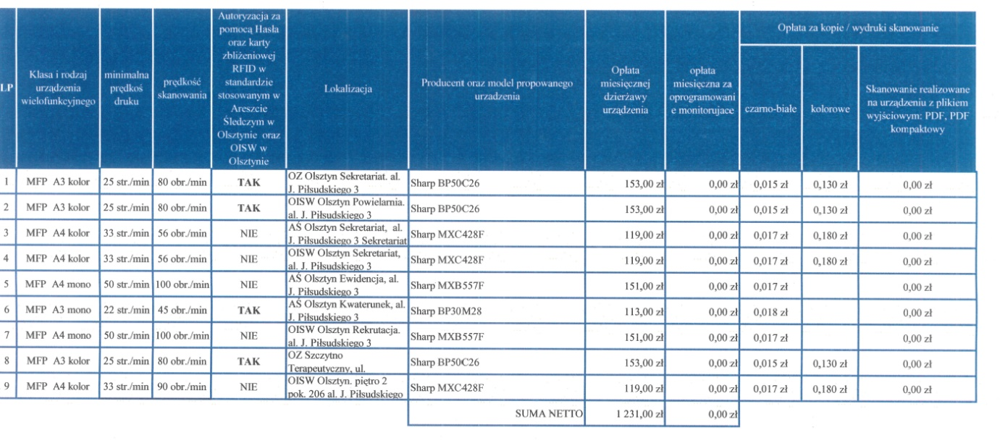 LP
Klasa i rodzaj
urządzenia
wielofunkcyjnego
minimalna
prędkoś
druku
prędkość
skanowania
Autoryzacja za
pomocą Hasła
oraz karty
zbliżeniowej
RFID w
standardzie
stosowanym w
Areszcie
Śledczym w
Olsztynie oraz
OISW w
Olsztynie
Lokalizacja
Producent oraz model propowanego
urzadzenia
Opłata
miesięcznej
dzierżawy
urządzenia
opłata
miesięczna za
oprogramowani
e monitorujace
Opłata za kopie / wydruki skanowanie
czarno-białe
kolorowe
Skanowanie realizowane
na urządzeniu z plikiem
wyjściowym: PDF, PDF
kompaktowy
1 MFP A3 kolor 25 str./min 80 obr./min TAK OZ Olsztyn Sekretariat. al. J. Piłsudskiego 3 Sharp BP50C26 153,00 zł 0,00 zł 0,015 zł 0,130 zł 0,00 zł
2 MFP A3 kolor 25 str./min 80 obr./min TAK OISW Olsztyn Powielarnia. al. J. Piłsudskiego 3 Sharp BP50C26 153,00 zł 0,00 zł 0,015 zł 0,130 zł 0,00 zł
3 MFP A4 kolor 33 str./min 56 obr./min NIE AŚ Olsztyn Sekretariat, al. J. Piłsudskiego 3 Sekretariat Sharp MXC428F 119,00 zł 0,00 zł 0,017 zł 0,180 zł 0,00 zł
4 MFP A4 kolor 33 str./min 56 obr./min NIE OISW Olsztyn Sekretariat, al. J. Piłsudskiego 3 Sharp MXC428F 119,00 zł 0,00 zł 0,017 zł 0,180 zł 0,00 zł
5 MFP A4 mono 50 str./min 100 obr./min NIE AŚ Olsztyn Ewidencja, al. J. Piłsudskiego 3 Sharp MXB557F 151,00 zł 0,00 zł 0,017 zł 0,00 zł
6 MFP A3 mono 22 str./min 45 obr./min TAK AŚ Olsztyn Kwaterunek, al. J. Piłsudskiego 3 Sharp BP30M28 113,00 zł 0,00 zł 0,018 zł 0,00 zł
7 MFP A4 mono 50 str./min 100 obr./min NIE OISW Olsztyn Rekrutacja. al. J. Piłsudskiego 3 Sharp MXB557F 151,00 zł 0,00 zł 0,017 zł 0,00 zł
8 MFP A3 kolor 25 str./min 80 obr./min TAK OZ Szczytno Terapeutyczny, ul. Sharp BP50C26 153,00 zł 0,00 zł 0,015 zł 0,130 zł 0,00 zł
9 MFP A4 kolor 33 str./min 90 obr./min NIE OISW Olsztyn. piętro 2 pok. 206 al. J. Piłsudskiego Sharp MXC428F 119,00 zł 0,00 zł 0,017 zł 0,180 zł 0,00 zł
SUMA NETTO 1 231,00 zł 0,00 zł